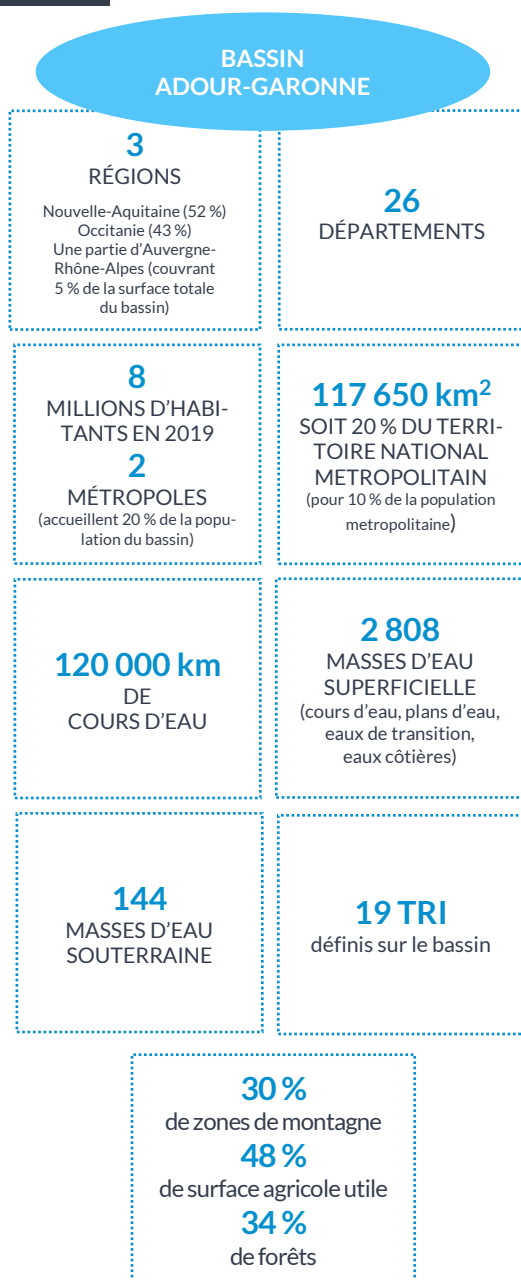 BASSIN
ADOUR-GARONNE
3
RÉGIONS
Nouvelle-Aquitaine (52 %)
Occitanie (43 %)
Une partie d'Auvergne-
Rhône-Alpes (couvrant
5 % de la surface totale
du bassin)
26
DÉPARTEMENTS
8
MILLIONS D'HABI-
TANTS EN 2019
2
MÉTROPOLES
(accueillent 20 % de la popu-
lation du bassin)
117 650 km²
SOIT 20 % DU TERRI-
TOIRE NATIONAL
METROPOLITAIN
(pour 10 % de la population
metropolitaine)
120 000 km
DE
COURS D'EAU
2 808
MASSES D'EAU
SUPERFICIELLE
(cours d'eau, plans d'eau,
eaux de transition,
eaux côtières)
144
MASSES D'EAU
SOUTERRAINE
19 TRI
définis sur le bassin
30 %
de zones de montagne
48 %
de surface agricole utile
34 %
de forêts